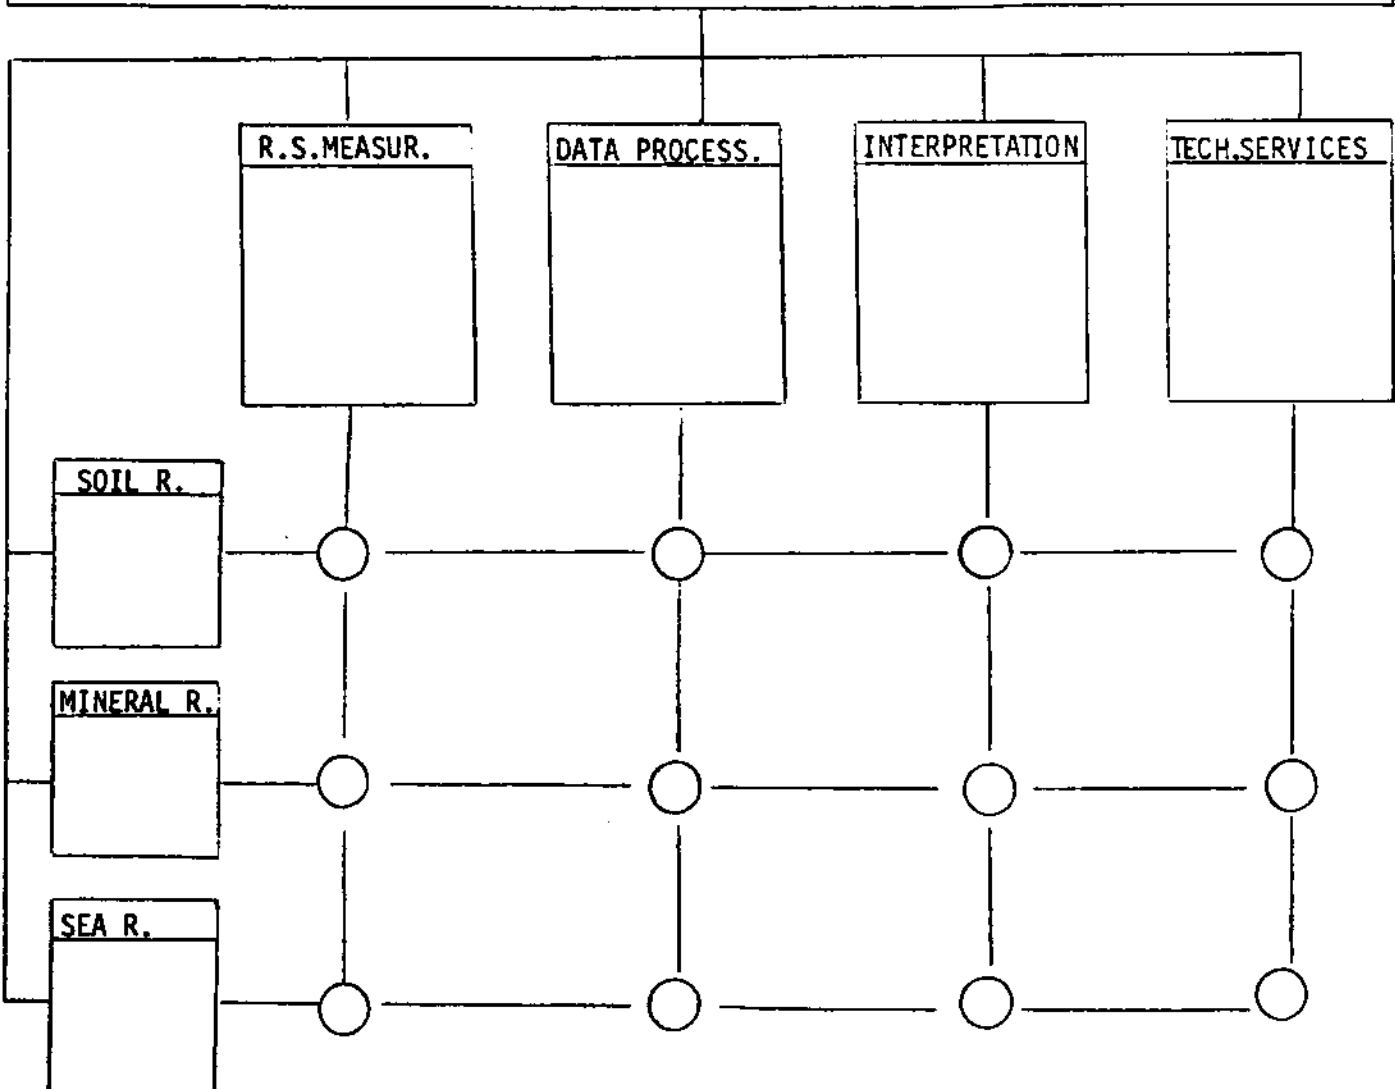 R.S.MEASUR.
DATA PROCESS.
INTERPRETATION
TECH.SERVICES
SOIL R.
MINERAL R.
SEA R.